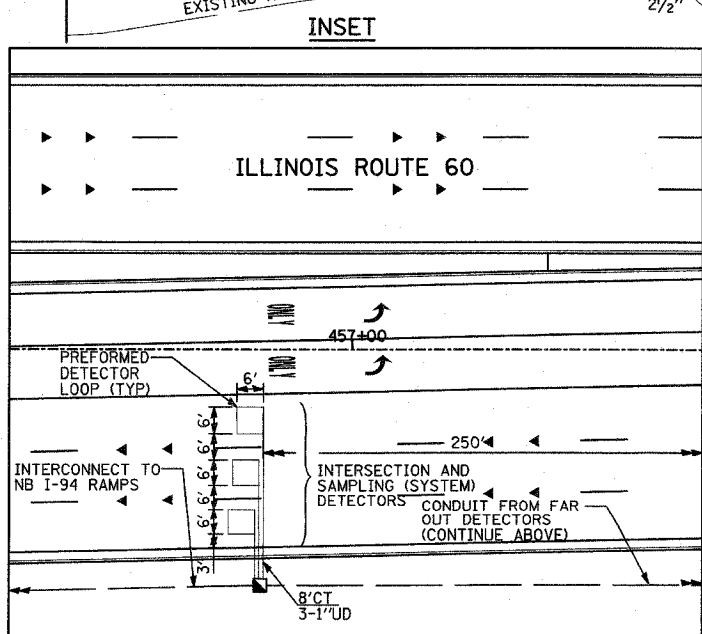 EXISTING
2½"
INSET
ILLINOIS ROUTE 60
ONLY
457+00
ONLY
PREFORMED
DETECTOR
LOOP (TYP)
6'
6'
6'
6'
6'
6'
3'
250'
INTERCONNECT TO
NB I-94 RAMPS
INTERSECTION AND
SAMPLING (SYSTEM)
DETECTORS
CONDUIT FROM FAR
OUT DETECTORS
(CONTINUE ABOVE)
8'CT
3-1"UD